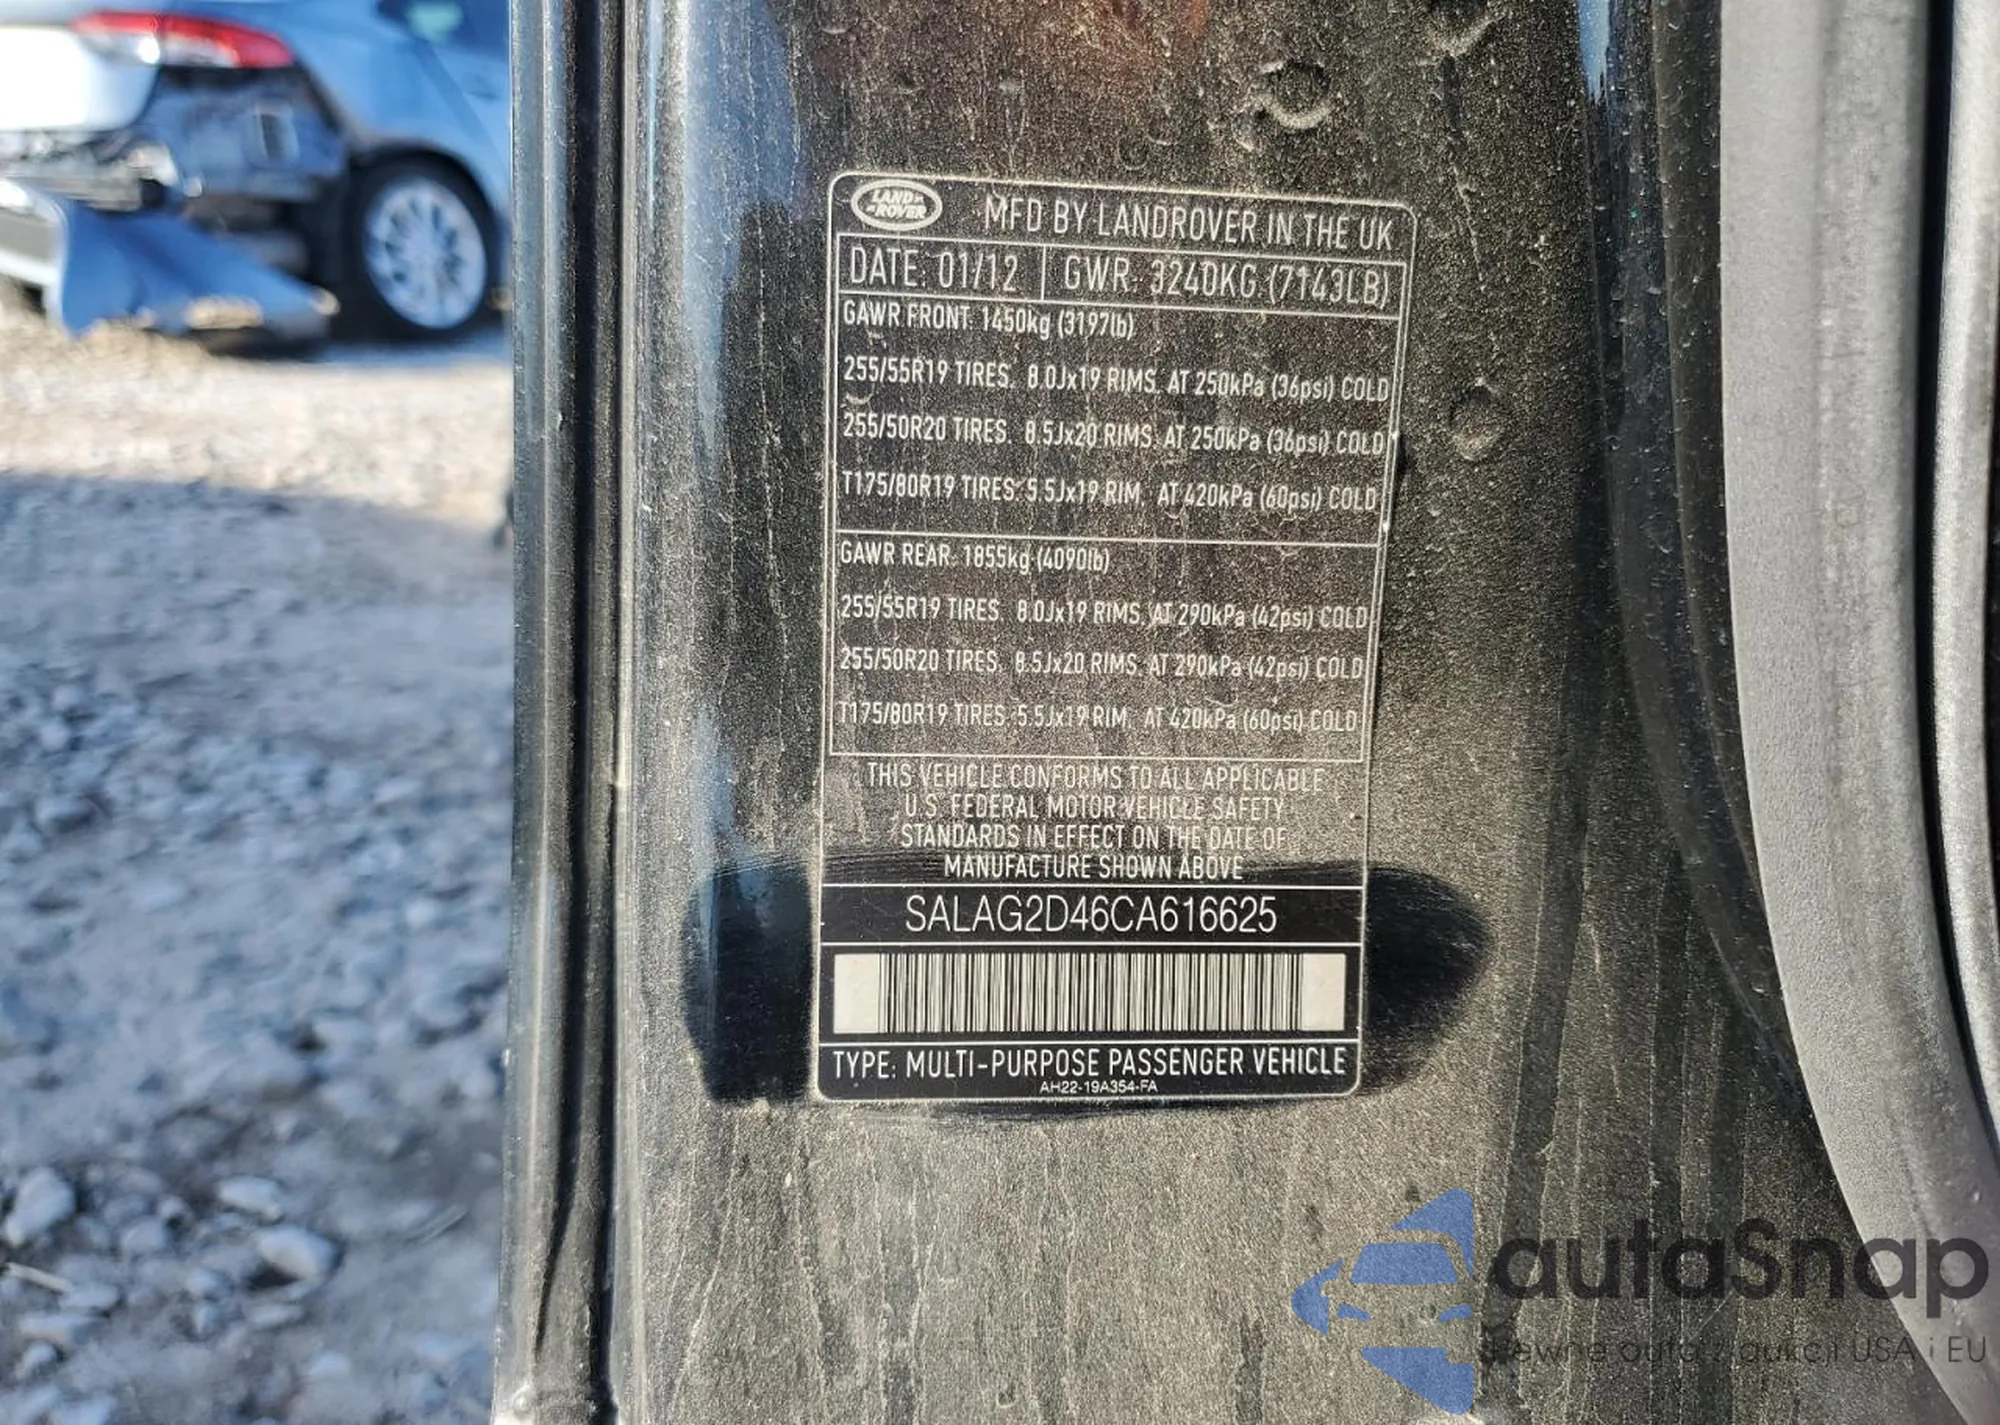 LAND ROVER
MFD BY LANDROVER IN THE UK
DATE: 01/12 GWR: 3240KG (7143LB)
GAWR FRONT: 1450kg (3197lb)
255/55R19 TIRES. 8.0Jx19 RIMS. AT 250kPa (36psi) COLD
255/50R20 TIRES. 8.5Jx20 RIMS. AT 250kPa (36psi) COLD
T175/80R19 TIRES. 5.5Jx19 RIM. AT 420kPa (60psi) COLD
GAWR REAR: 1855kg (4090lb)
255/55R19 TIRES. 8.0Jx19 RIMS. AT 290kPa (42psi) COLD
255/50R20 TIRES. 8.5Jx20 RIMS. AT 290kPa (42psi) COLD
T175/80R19 TIRES. 5.5Jx19 RIM. AT 420kPa (60psi) COLD
THIS VEHICLE CONFORMS TO ALL APPLICABLE
U.S. FEDERAL MOTOR VEHICLE SAFETY
STANDARDS IN EFFECT ON THE DATE OF
MANUFACTURE SHOWN ABOVE
SALAG2D46CA616625
TYPE: MULTI-PURPOSE PASSENGER VEHICLE
AH22-19A354-FA
autaSnap
Pewne auta z aukcji USA i EU